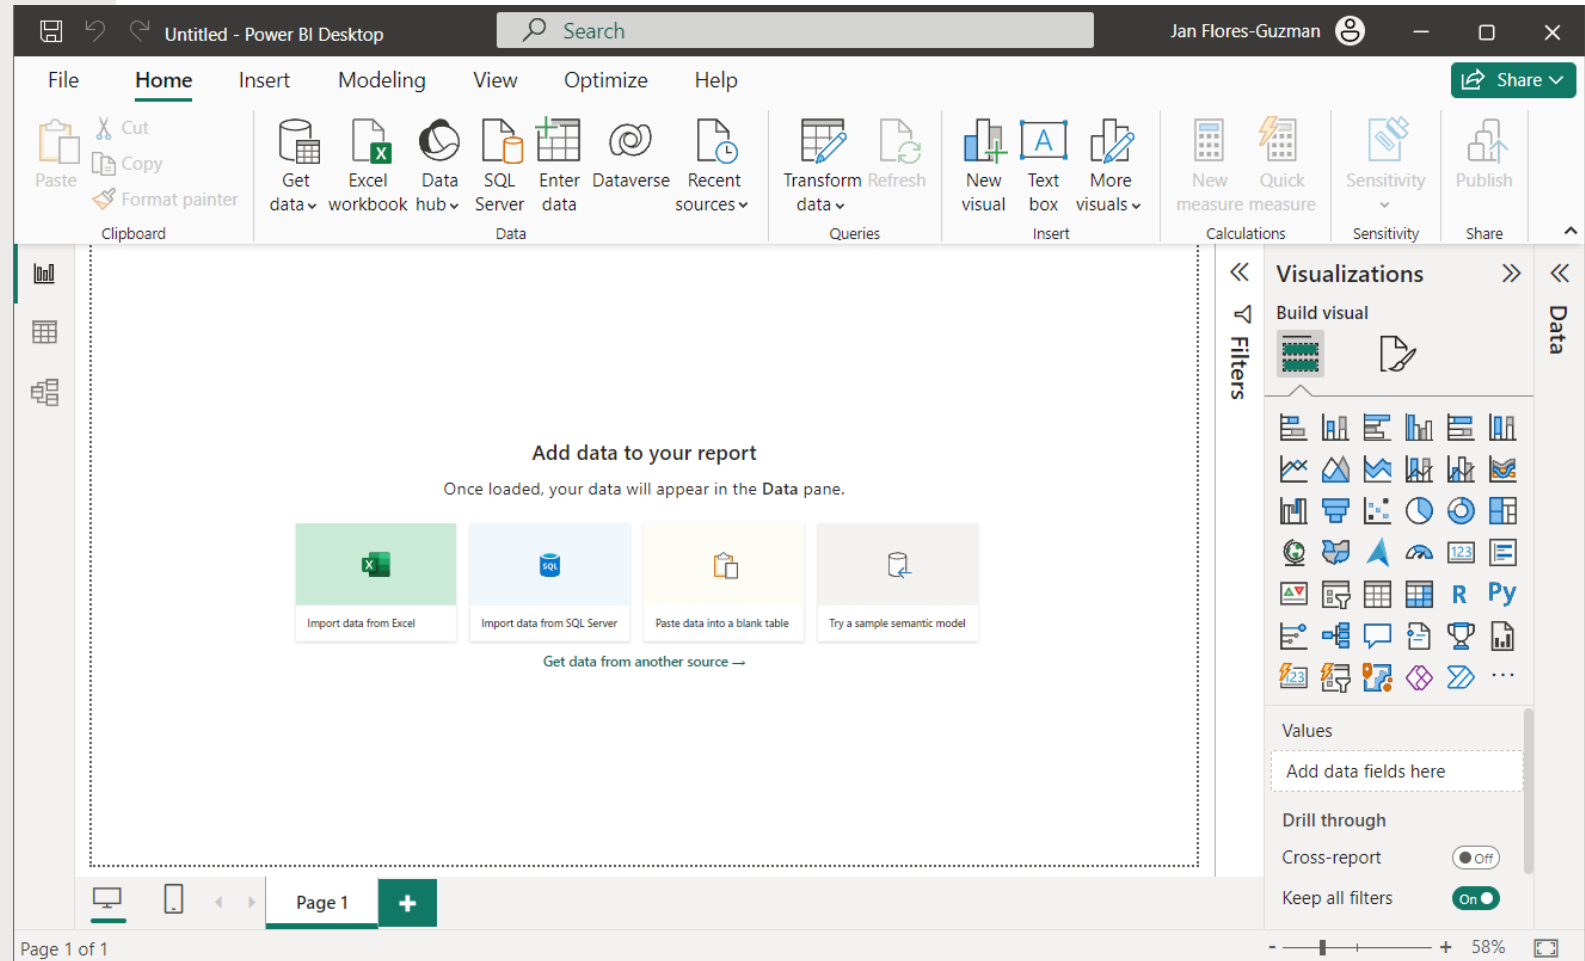 Untitled - Power BI Desktop
Search
Jan Flores-Guzman
File Home Insert Modeling View Optimize Help
Share
Paste
Cut
Copy
Format painter
Clipboard
Get data
Excel workbook
Data hub
SQL Server
Enter data
Dataverse
Recent sources
Data
Transform data
Refresh
Queries
New visual
Text box
More visuals
Insert
New measure
Quick measure
Calculations
Sensitivity
Sensitivity
Publish
Share
Add data to your report
Once loaded, your data will appear in the Data pane.
Import data from Excel
SQL
Import data from SQL Server
Paste data into a blank table
Try a sample semantic model
Get data from another source →
Filters
Visualizations
Build visual
123
R
Py
123
Values
Add data fields here
Drill through
Cross-report
Off
Keep all filters
On
Data
Page 1
Page 1 of 1
- + 58%